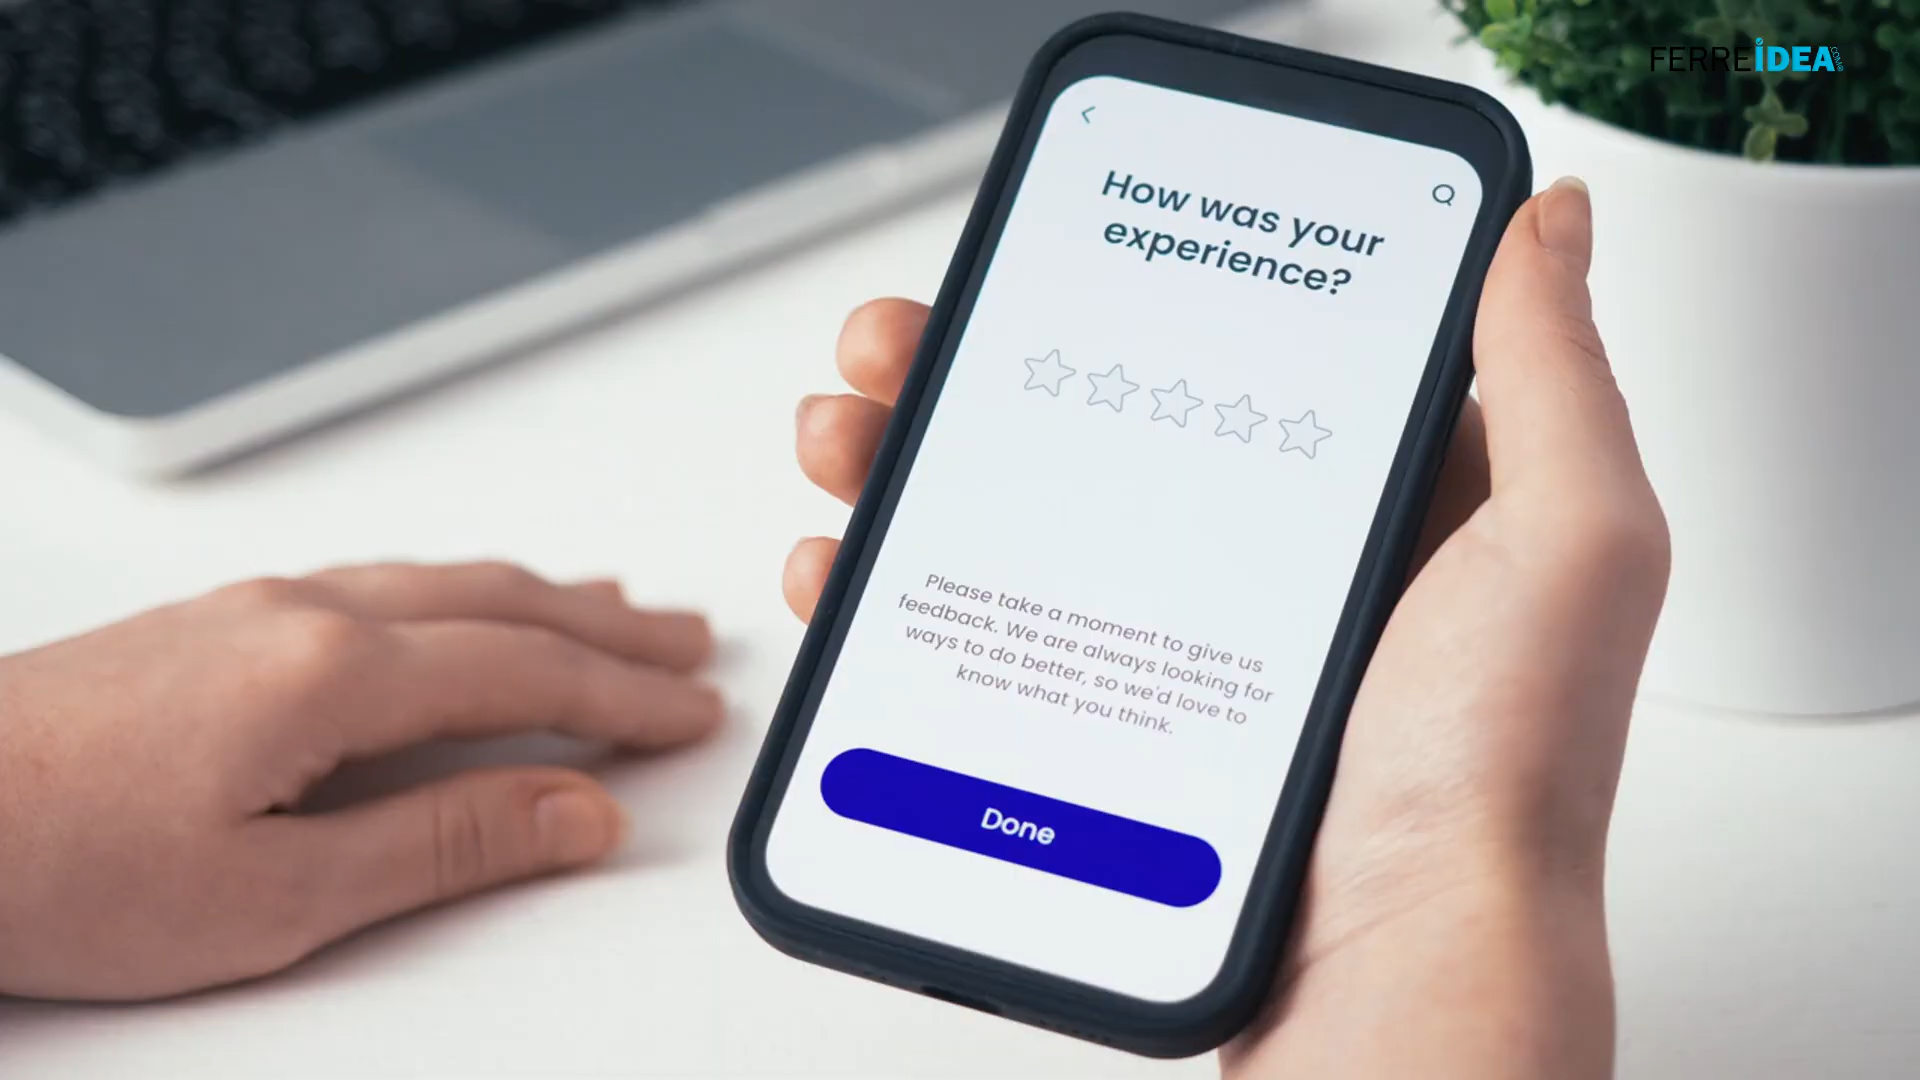 FERREiDEA
How was your
experience?
Please take a moment to give us
feedback. We are always looking for
ways to do better, so we'd love to
know what you think.
Done